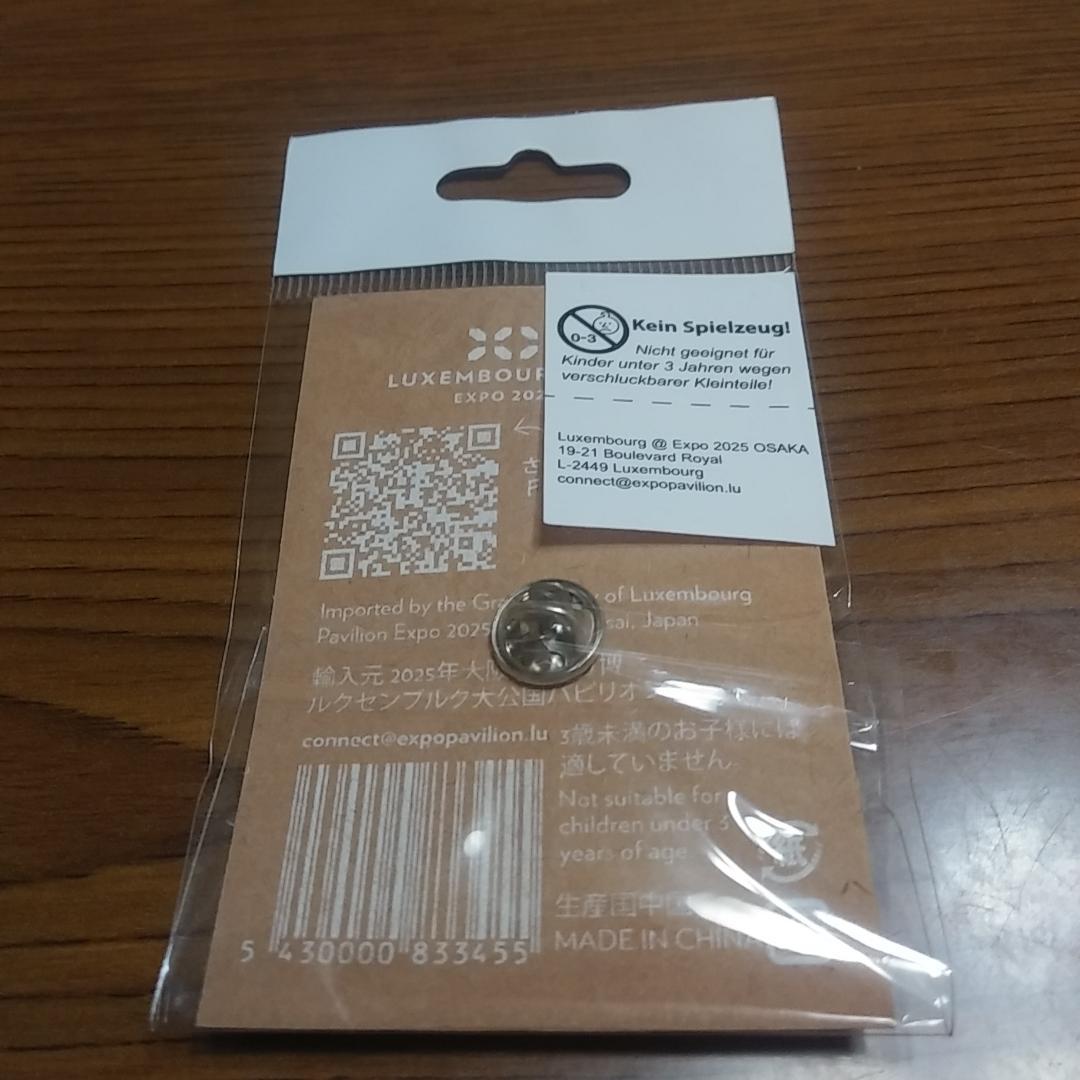 0-3
Kein Spielzeug!
Nicht geeignet für
Kinder unter 3 Jahren wegen
verschluckbarer Kleinteile!
Luxembourg @ Expo 2025 OSAKA
19-21 Boulevard Royal
L-2449 Luxembourg
connect@expopavilion.lu
LUXEMBOUR
EXPO 202
Imported by the of Luxembourg
Pavilion Expo 2025 Japan
輸入元 2025年大 博
ルクセンブルク大公国パビリオ
connect@expopavilion.lu
3歳未満のお子様には
適していません
Not suitable for
children under 3
years of age
紙
生産国中国
MADE IN CHINA
5 430000 833455